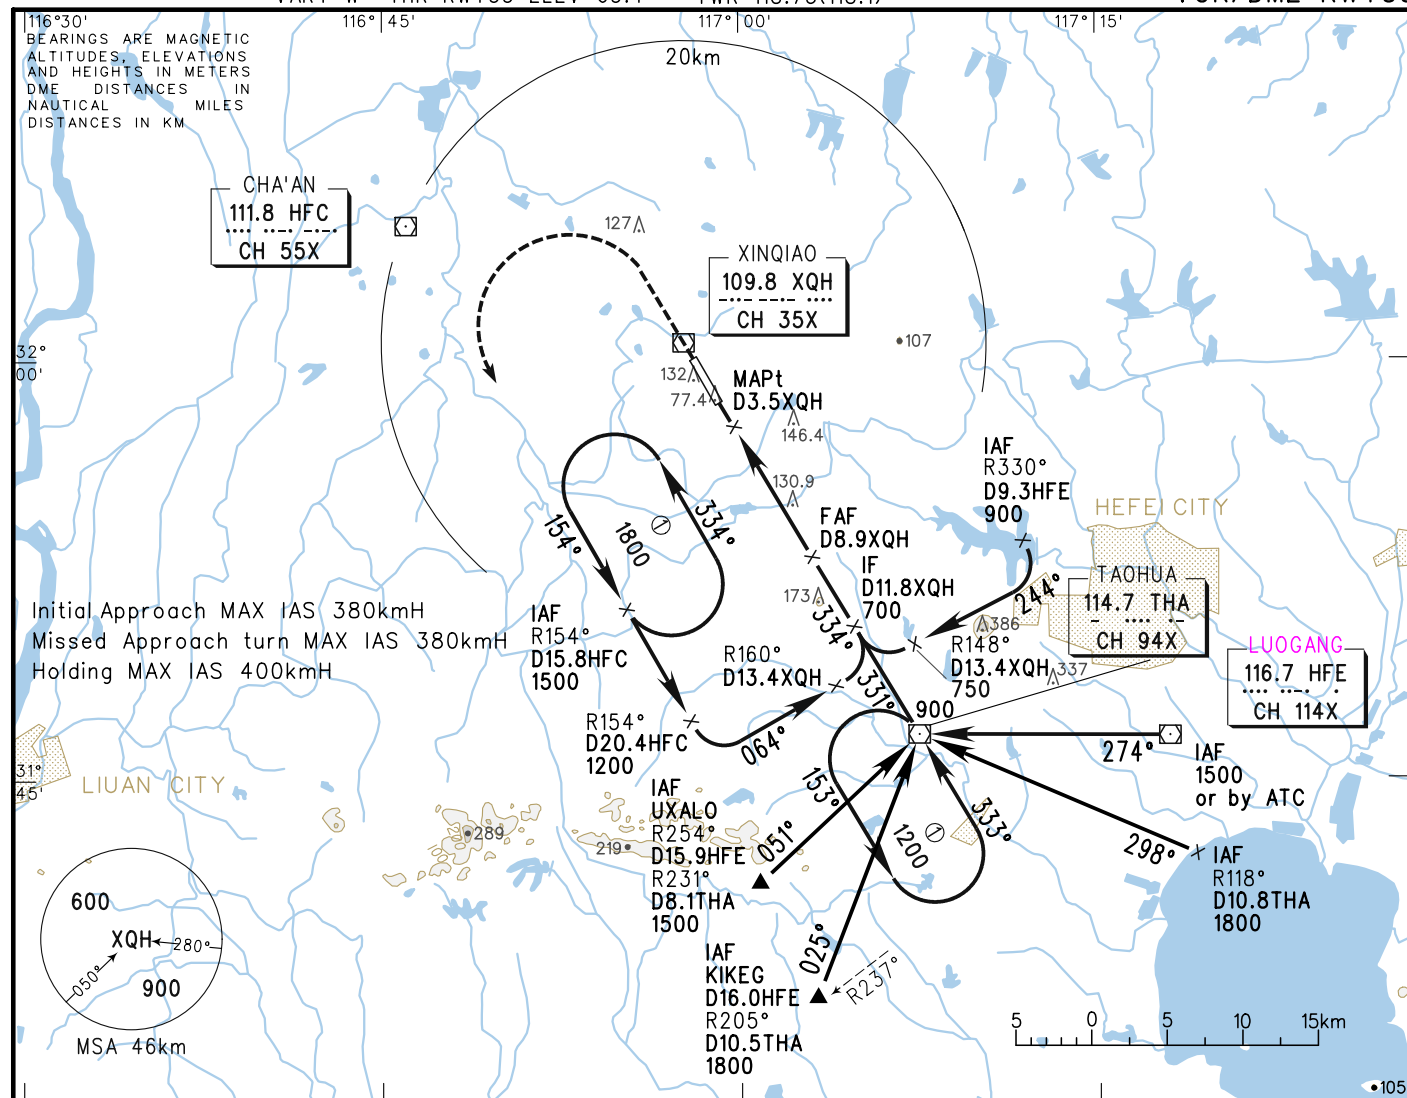 116°30'
116°45'
117°00'
117°15'
BEARINGS ARE MAGNETIC
ALTITUDES, ELEVATIONS
AND HEIGHTS IN METERS
DME DISTANCES IN
NAUTICAL MILES
DISTANCES IN KM
20km
CHA'AN
111.8 HFC
CH 55X
127
XINQIAO
109.8 XQH
CH 35X
107
32°
00'
132
77.4
MAPt
D3.5XQH
146.4
130.9
IAF
R330°
D9.3HFE
900
HEFEI CITY
FAF
D8.9XQH
IF
D11.8XQH
700
154°
1800
1
334°
173
334°
244°
TAOHUA
114.7 THA
CH 94X
386
337
Initial Approach MAX IAS 380kmH
Missed Approach turn MAX IAS 380kmH
Holding MAX IAS 400kmH
IAF
R154°
D15.8HFC
1500
R160°
D13.4XQH
R148°
D13.4XQH
750
LUOGANG
116.7 HFE
CH 114X
331°
900
R154°
D20.4HFC
1200
064°
274°
IAF
1500
or by ATC
31°
45'
LIUAN CITY
153°
1200
1
333°
IAF
UXALO
R254°
D15.9HFE
R231°
D8.1THA
1500
051°
289
219
298°
IAF
R118°
D10.8THA
1800
600
XQH
280°
050°
900
MSA 46km
IAF
KIKEG
D16.0HFE
R205°
D10.5THA
1800
025°
R237°
5 0 5 10 15km
105